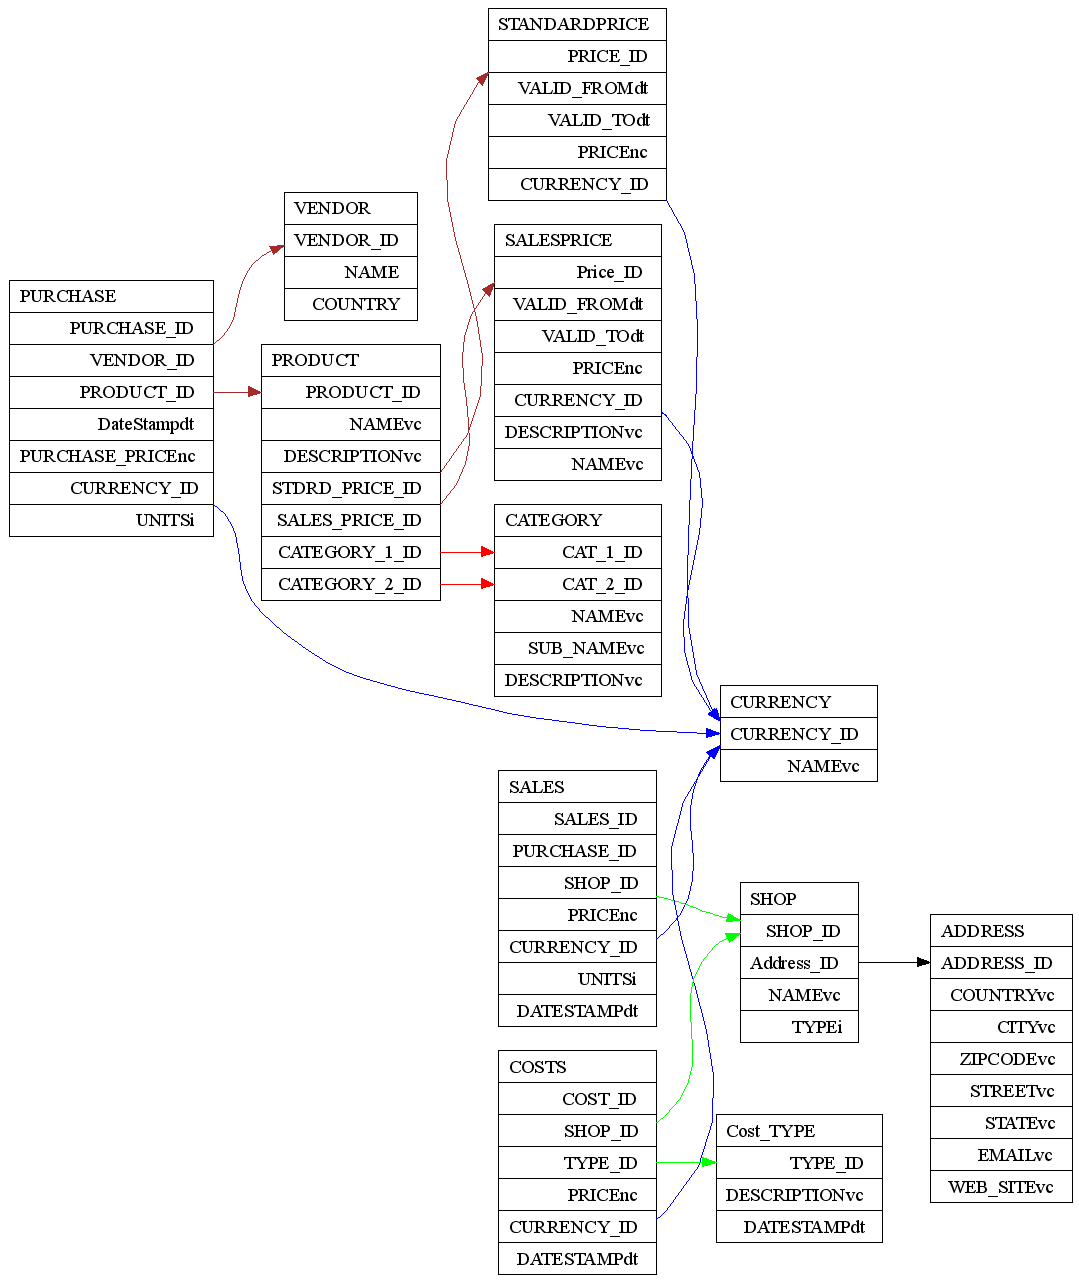 STANDARDPRICE
PRICE_ID
VALID_FROMdt
VALID_TOdt
PRICEnc
CURRENCY_ID
VENDOR
VENDOR_ID
NAME
COUNTRY
SALESPRICE
Price_ID
VALID_FROMdt
VALID_TOdt
PRICEnc
CURRENCY_ID
DESCRIPTIONvc
NAMEvc
PURCHASE
PURCHASE_ID
VENDOR_ID
PRODUCT_ID
DateStampdt
PURCHASE_PRICEnc
CURRENCY_ID
UNITSi
PRODUCT
PRODUCT_ID
NAMEvc
DESCRIPTIONvc
STDRD_PRICE_ID
SALES_PRICE_ID
CATEGORY_1_ID
CATEGORY_2_ID
CATEGORY
CAT_1_ID
CAT_2_ID
NAMEvc
SUB_NAMEvc
DESCRIPTIONvc
CURRENCY
CURRENCY_ID
NAMEvc
SALES
SALES_ID
PURCHASE_ID
SHOP_ID
PRICEnc
CURRENCY_ID
UNITSi
DATESTAMPdt
SHOP
SHOP_ID
Address_ID
NAMEvc
TYPEi
ADDRESS
ADDRESS_ID
COUNTRYvc
CITYvc
ZIPCODEvc
STREETvc
STATEvc
EMAILvc
WEB_SITEvc
COSTS
COST_ID
SHOP_ID
TYPE_ID
PRICEnc
CURRENCY_ID
DATESTAMPdt
Cost_TYPE
TYPE_ID
DESCRIPTIONvc
DATESTAMPdt